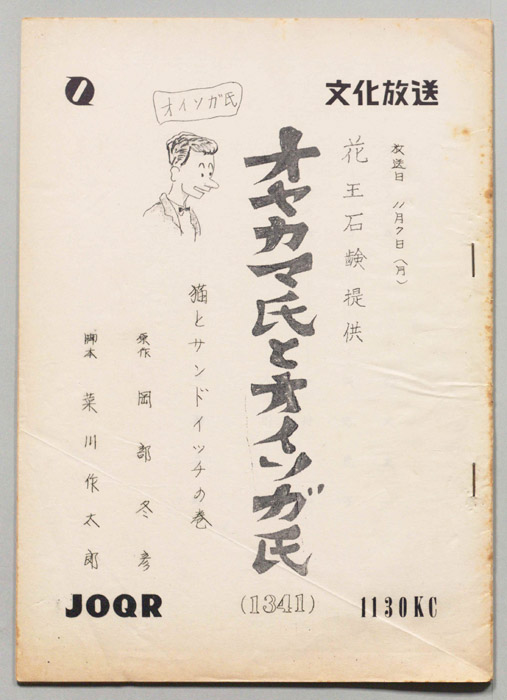 文化放送
放送日 11月7日(月)
花王石鹸提供
オヤカマ氏とオイソガ氏
(1341)
オイソガ氏
猫とサンドイッチの巻
原作 岡部冬彦
脚本 菜川作太郎
JOQR
1130KC